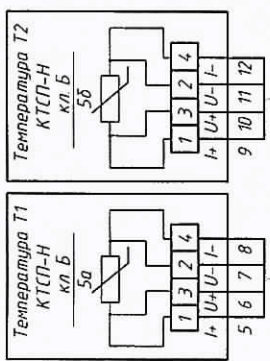 Температура Т2
КТСП-Н
кл. Б
5б
1 3 2 4
I+ U+ U- I-
9 10 11 12
Температура Т1
КТСП-Н
кл. Б
5а
1 3 2 4
I+ U+ U- I-
5 6 7 8